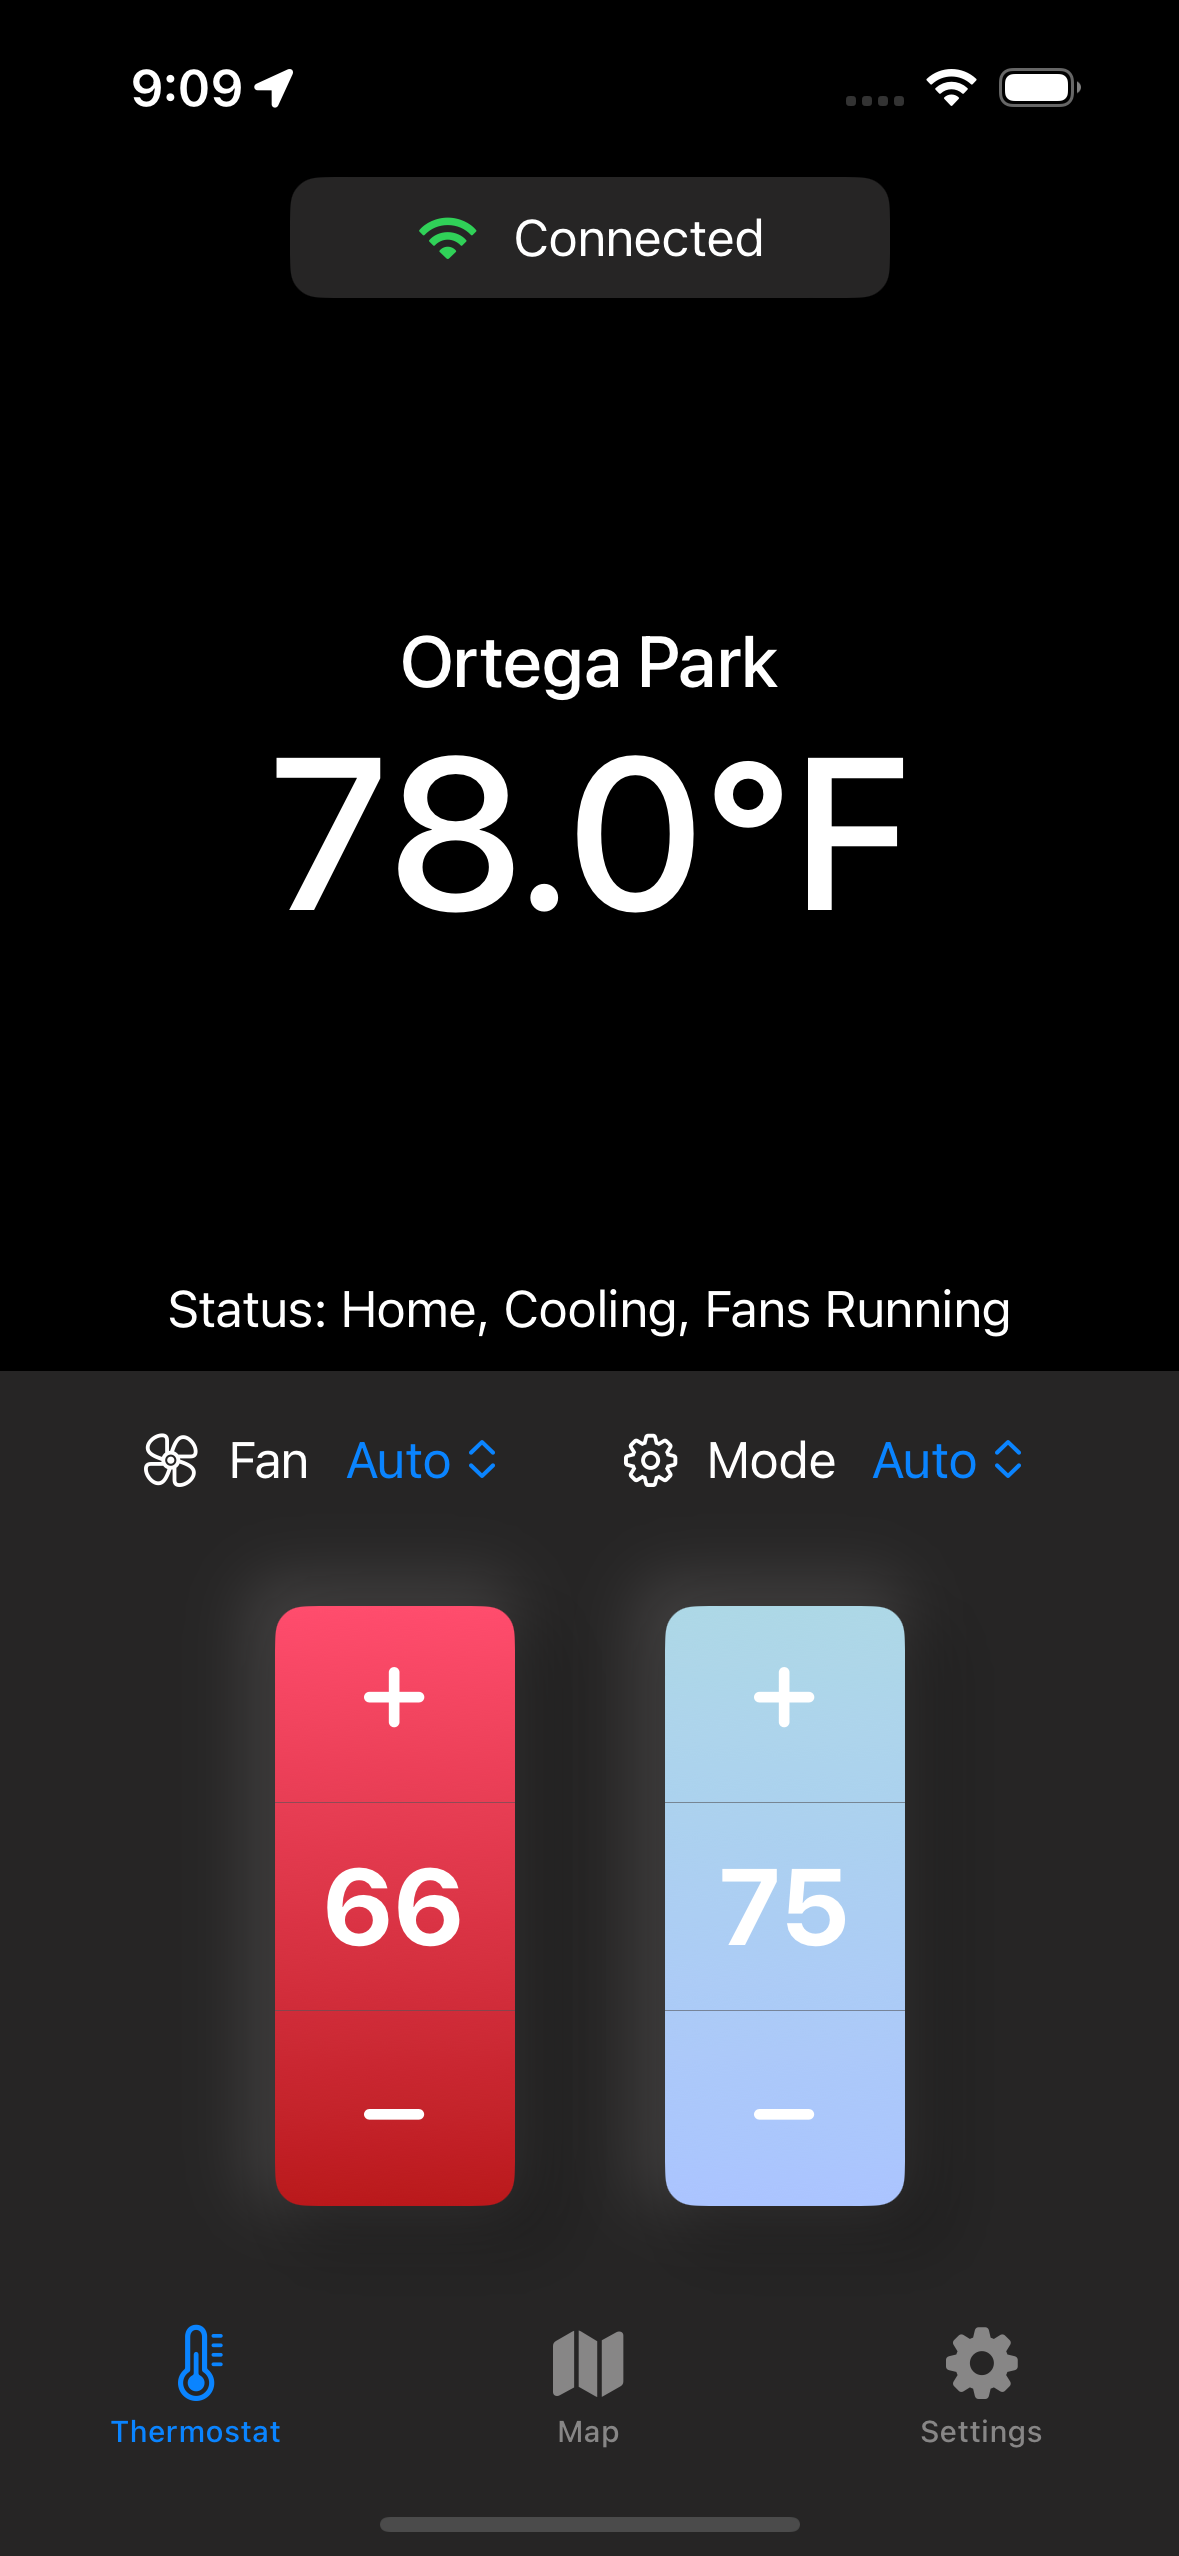 9:09
Connected
Ortega Park
78.0°F
Status: Home, Cooling, Fans Running
Fan Auto Mode Auto
+ +
66 75
− −
Thermostat Map Settings